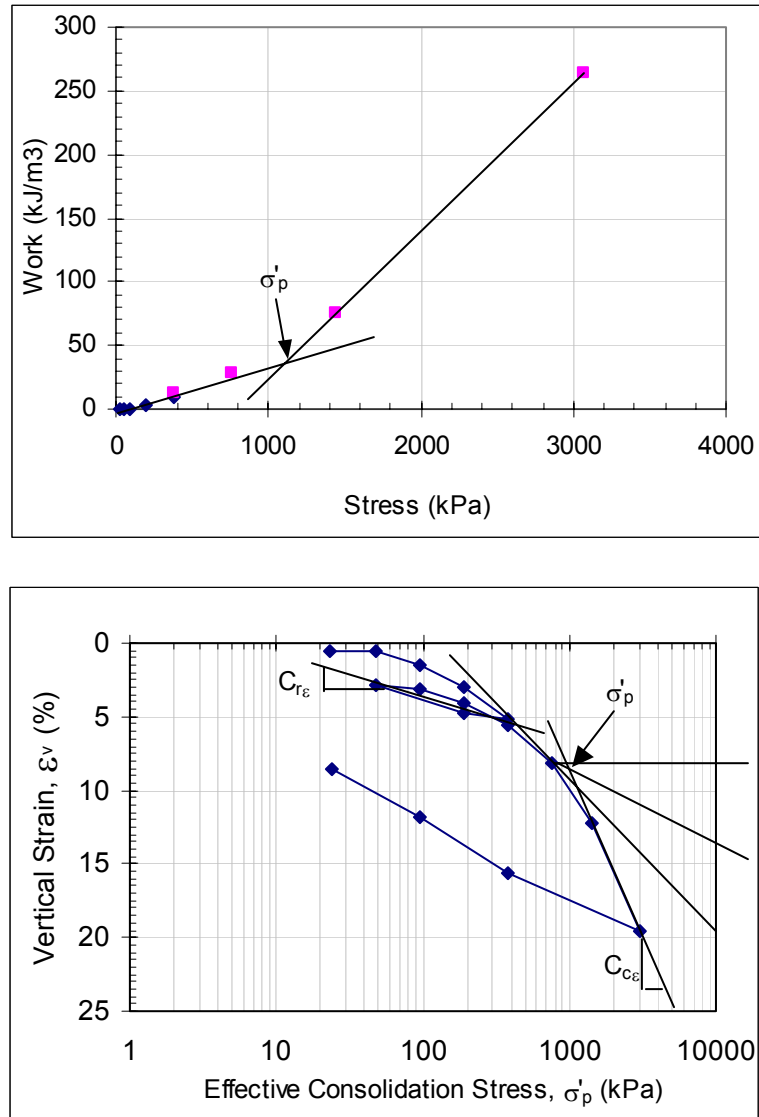 300
250
200
150
100
50
0
Work (kJ/m3)
σ'p
0 1000 2000 3000 4000
Stress (kPa)
0
5
10
15
20
25
Vertical Strain, εv (%)
Crε
σ'p
Ccε
1 10 100 1000 10000
Effective Consolidation Stress, σ'p (kPa)